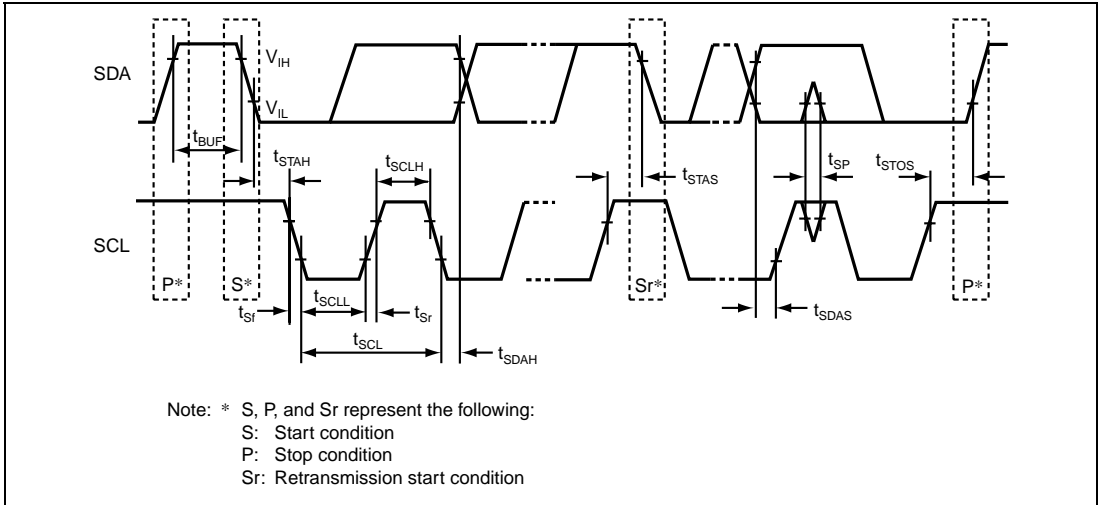 SDA
V_IH
V_IL
t_BUF
t_STAH
t_SCLH
t_STAS
t_SP
t_STOS
SCL
P*
S*
Sr*
P*
t_Sf
t_SCLL
t_Sr
t_SCL
t_SDAH
t_SDAS
Note: * S, P, and Sr represent the following:
S: Start condition
P: Stop condition
Sr: Retransmission start condition